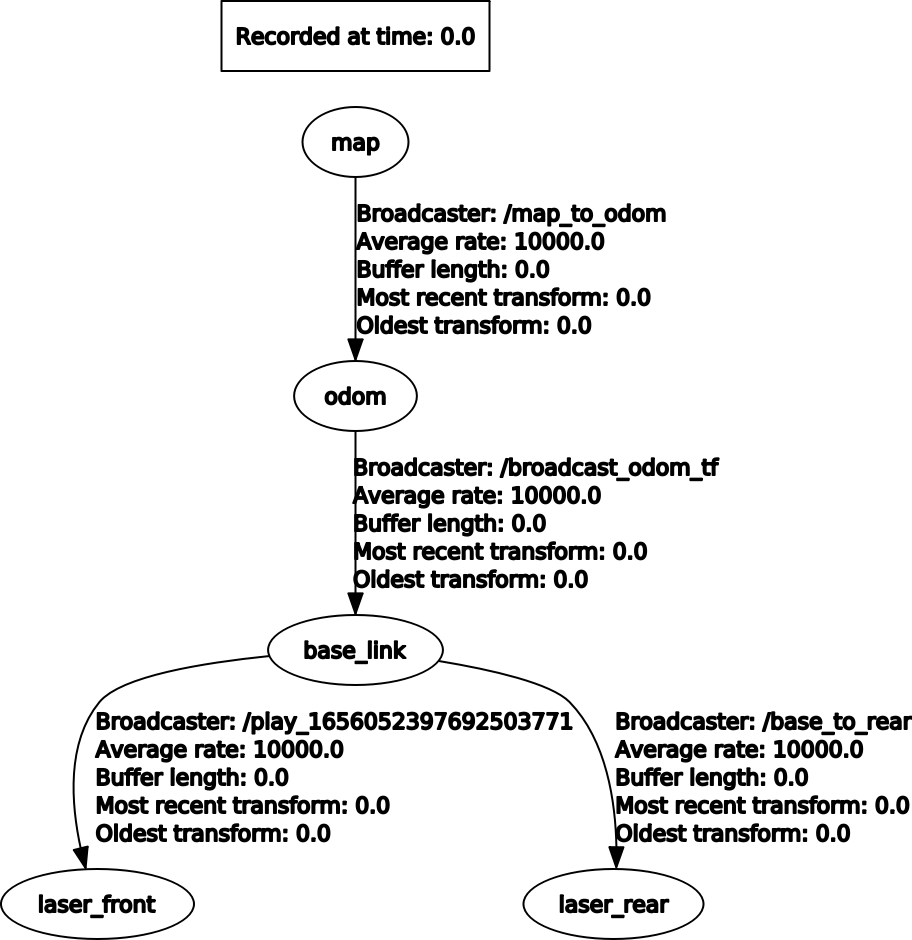 Recorded at time: 0.0
map
Broadcaster: /map_to_odom
Average rate: 10000.0
Buffer length: 0.0
Most recent transform: 0.0
Oldest transform: 0.0
odom
Broadcaster: /broadcast_odom_tf
Average rate: 10000.0
Buffer length: 0.0
Most recent transform: 0.0
Oldest transform: 0.0
base_link
Broadcaster: /play_1656052397692503771
Average rate: 10000.0
Buffer length: 0.0
Most recent transform: 0.0
Oldest transform: 0.0
Broadcaster: /base_to_rear
Average rate: 10000.0
Buffer length: 0.0
Most recent transform: 0.0
Oldest transform: 0.0
laser_front
laser_rear